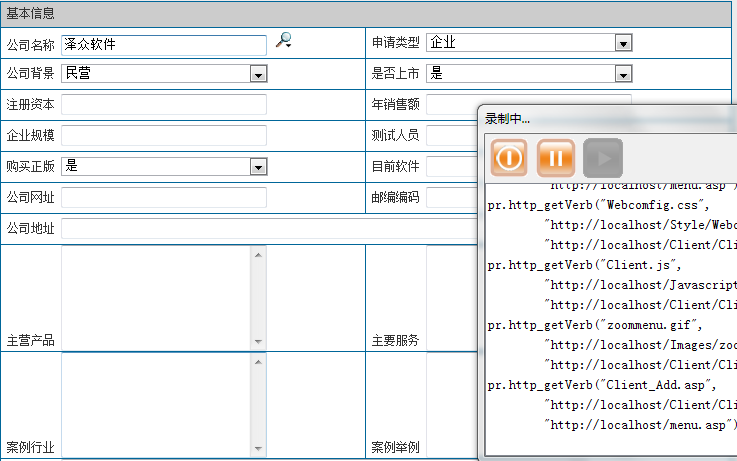 基本信息
公司名称 泽众软件 申请类型 企业
公司背景 民营 是否上市 是
注册资本 年销售额
企业规模 测试人员
购买正版 是 目前软件
公司网址 邮编编码
公司地址
主营产品 主要服务
案例行业 案例举例
录制中...
"http://localhost/menu.asp")
pr.http_getVerb("Webcomfig.css",
"http://localhost/Style/Webc
"http://localhost/Client/Cli
pr.http_getVerb("Client.js",
"http://localhost/Javascript
"http://localhost/Client/Cli
pr.http_getVerb("zoommenu.gif",
"http://localhost/Images/zoo
"http://localhost/Client/Cli
pr.http_getVerb("Client_Add.asp",
"http://localhost/Client/Cli
"http://localhost/menu.asp")